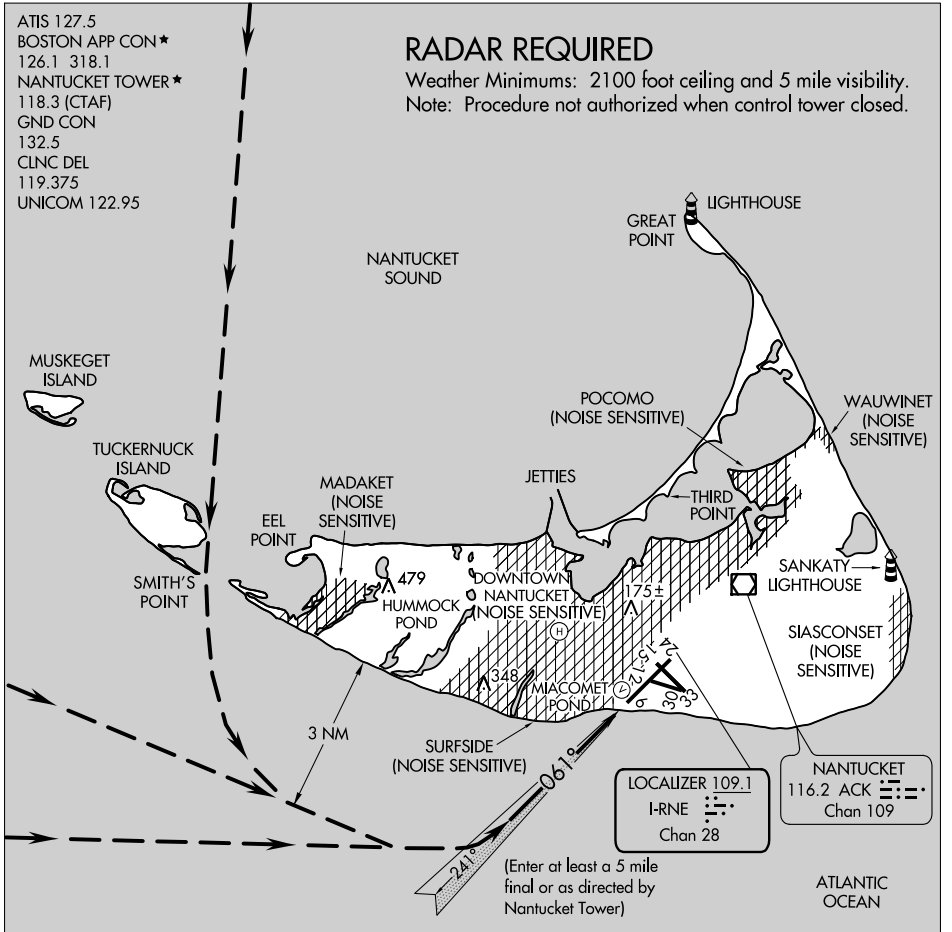 ATIS 127.5
BOSTON APP CON★
126.1 318.1
NANTUCKET TOWER★
118.3 (CTAF)
GND CON
132.5
CLNC DEL
119.375
UNICOM 122.95
RADAR REQUIRED
Weather Minimums: 2100 foot ceiling and 5 mile visibility.
Note: Procedure not authorized when control tower closed.
LIGHTHOUSE
GREAT
POINT
NANTUCKET
SOUND
MUSKEGET
ISLAND
POCOMO
(NOISE SENSITIVE)
WAUWINET
(NOISE
SENSITIVE)
TUCKERNUCK
ISLAND
MADAKET
(NOISE
SENSITIVE)
JETTIES
THIRD
POINT
EEL
POINT
SANKATY
LIGHTHOUSE
SMITH'S
POINT
479
HUMMOCK
POND
DOWNTOWN
NANTUCKET
(NOISE SENSITIVE)
175±
H
SIASCONSET
(NOISE
SENSITIVE)
348
MIACOMET
POND
6
12
15
24
30
33
3 NM
SURFSIDE
(NOISE SENSITIVE)
061°
241°
LOCALIZER 109.1
I-RNE
Chan 28
NANTUCKET
116.2 ACK
Chan 109
(Enter at least a 5 mile
final or as directed by
Nantucket Tower)
ATLANTIC
OCEAN